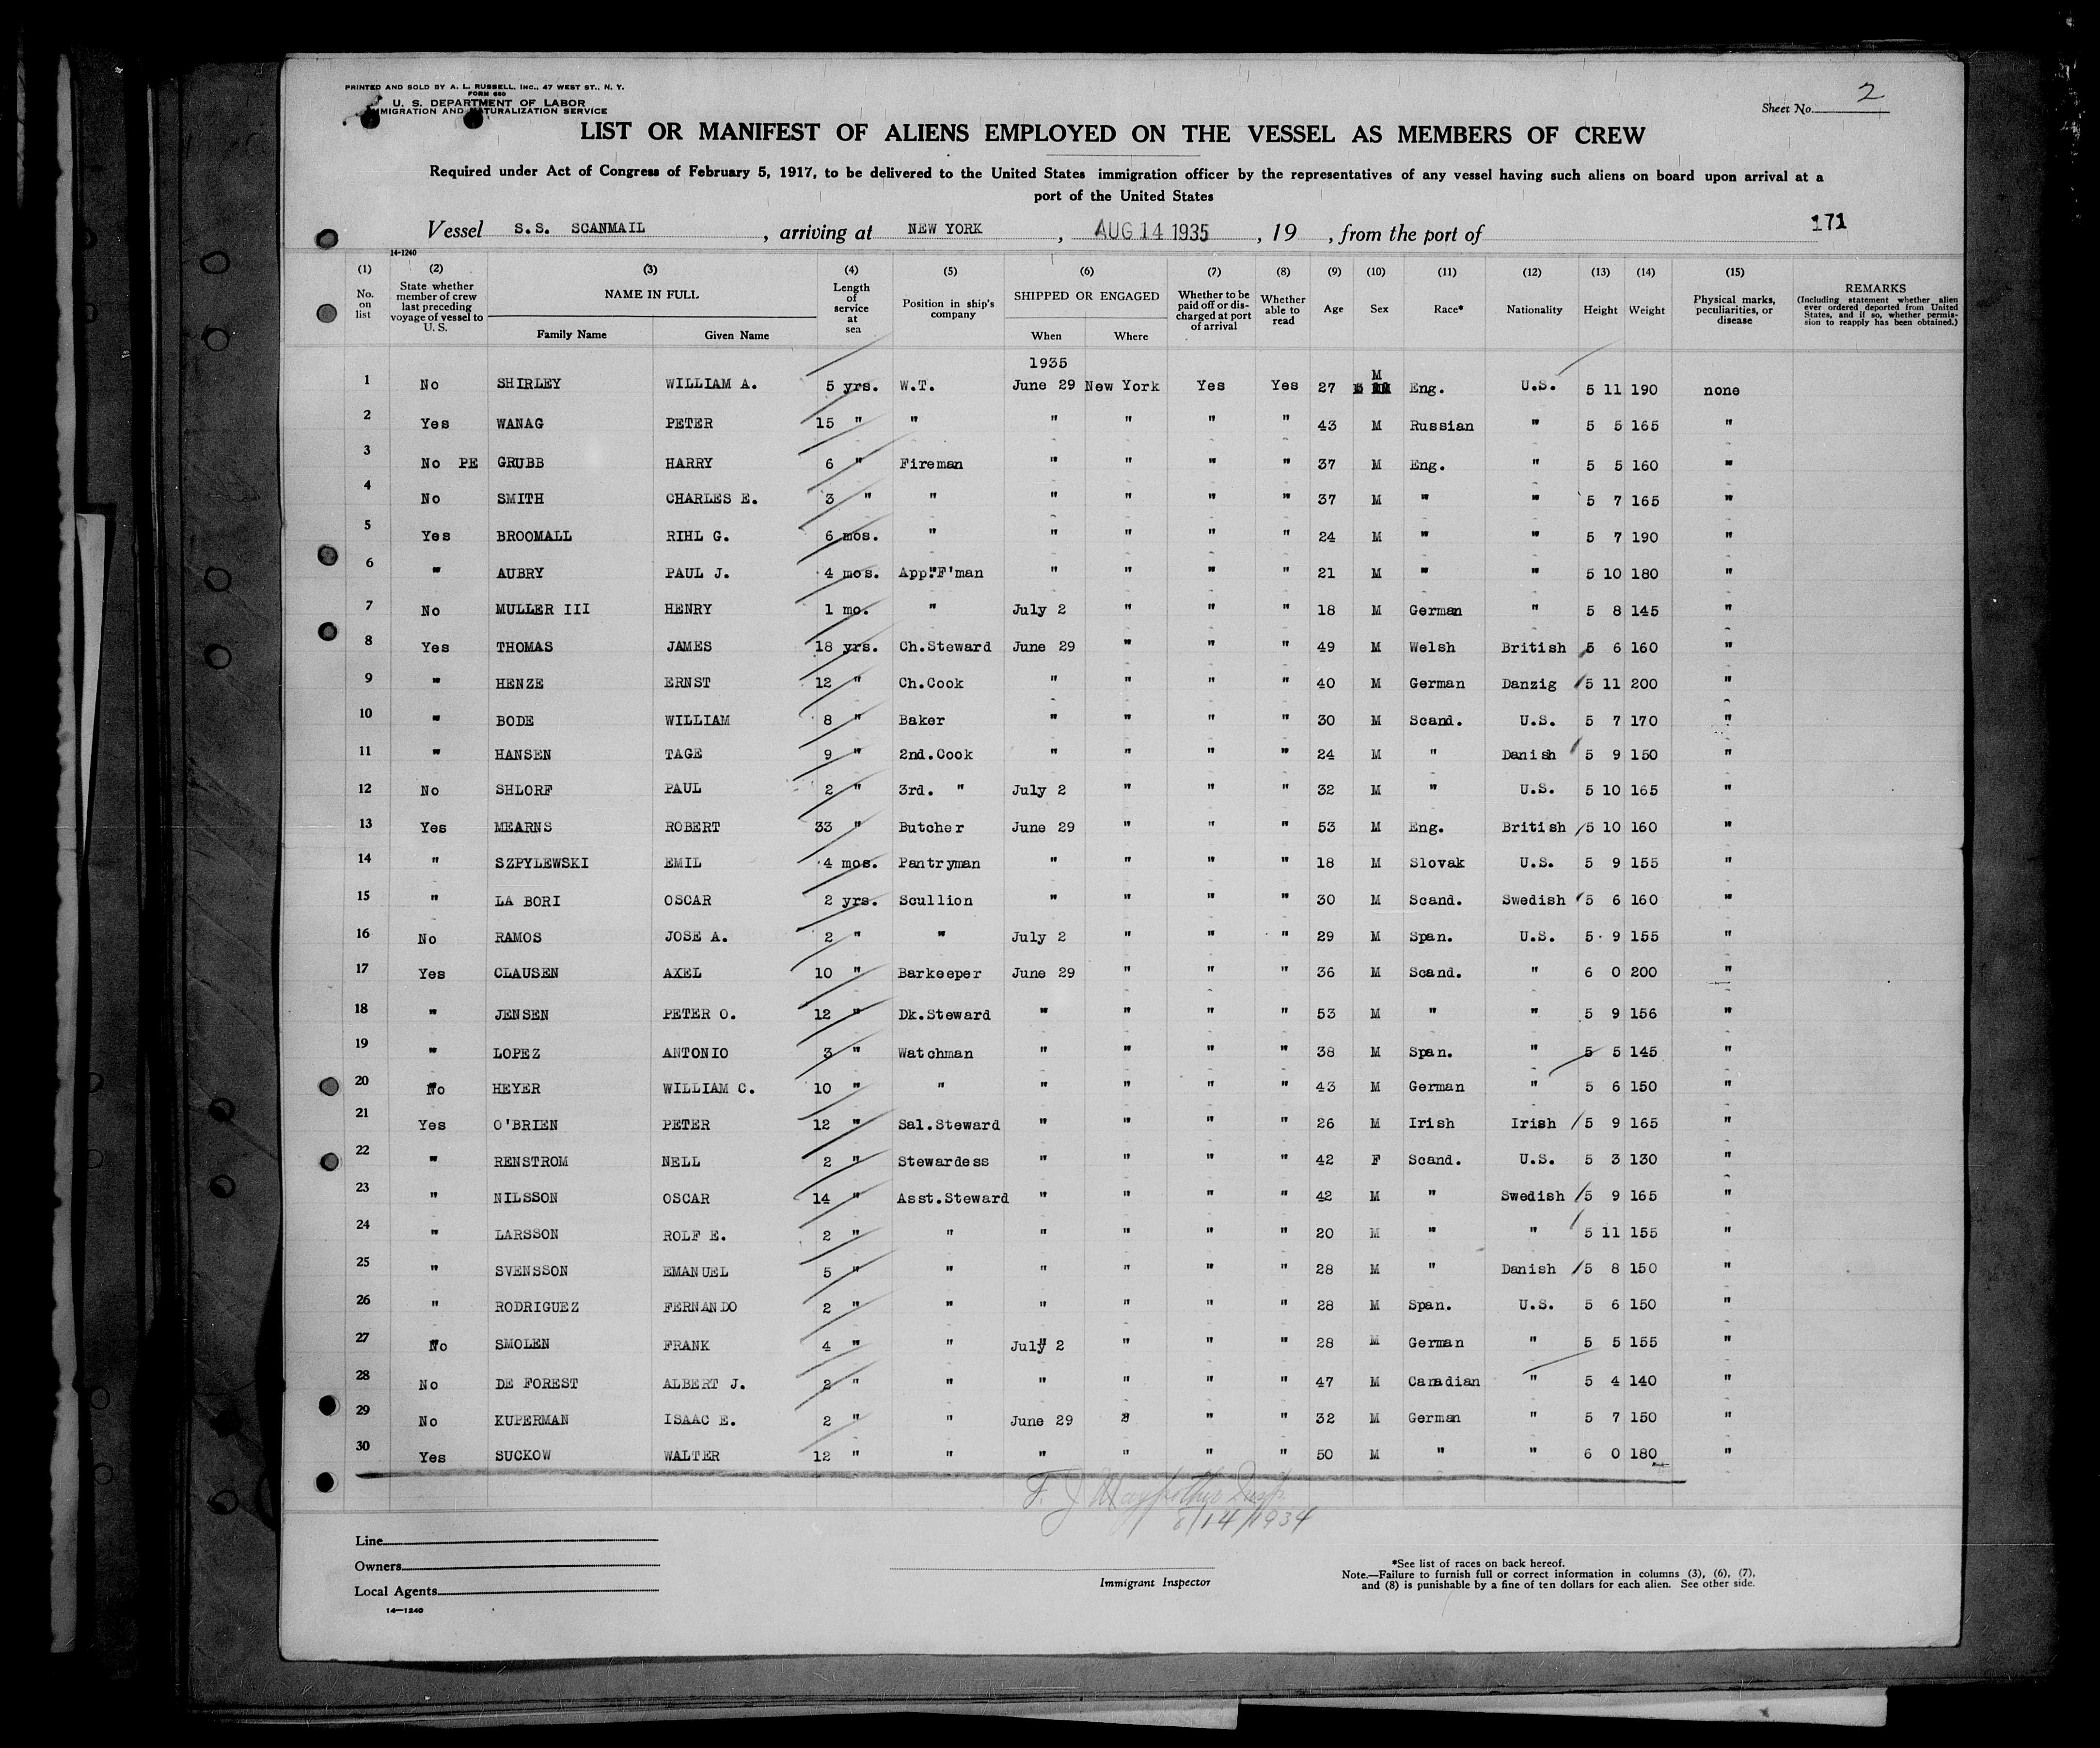 PRINTED AND SOLD BY A. L. RUSSELL, INC., 47 WEST ST., N. Y.
FORM 680
U. S. DEPARTMENT OF LABOR
IMMIGRATION AND NATURALIZATION SERVICE
Sheet No. 2
LIST OR MANIFEST OF ALIENS EMPLOYED ON THE VESSEL AS MEMBERS OF CREW
Required under Act of Congress of February 5, 1917, to be delivered to the United States immigration officer by the representatives of any vessel having such aliens on board upon arrival at a
port of the United States
Vessel S.S. SCANMAIL, arriving at NEW YORK, AUG 14 1935, 19 , from the port of 171
14-1240
(1) No. on list (2) State whether member of crew last preceding voyage of vessel to U. S. (3) NAME IN FULL Family Name Given Name (4) Length of service at sea (5) Position in ship's company (6) SHIPPED OR ENGAGED When Where (7) Whether to be paid off or discharged at port of arrival (8) Whether able to read (9) Age (10) Sex (11) Race* (12) Nationality (13) Height (14) Weight (15) Physical marks, peculiarities, or disease REMARKS (Including statement whether alien ever ordered deported from United States, and if so, whether permission to reapply has been obtained.)
1935
1 No SHIRLEY WILLIAM A. 5 yrs. W.T. June 29 New York Yes Yes 27 M Eng. U.S. 5 11 190 none
2 Yes WANAG PETER 15 " " " " " " 43 M Russian " 5 5 165 "
3 No PE GRUBB HARRY 6 " Fireman " " " " 37 M Eng. " 5 5 160 "
4 No SMITH CHARLES E. 3 " " " " " " 37 M " " 5 7 165 "
5 Yes BROOMALL RIHL G. 6 mos. " " " " " 24 M " " 5 7 190 "
6 " AUBRY PAUL J. 4 mos. App."F'man " " " " 21 M " " 5 10 180 "
7 No MULLER III HENRY 1 mo. " July 2 " " " 18 M German " 5 8 145 "
8 Yes THOMAS JAMES 18 yrs. Ch.Steward June 29 " " " 49 M Welsh British 5 6 160 "
9 " HENZE ERNST 12 " Ch.Cook " " " " 40 M German Danzig 5 11 200 "
10 " BODE WILLIAM 8 " Baker " " " " 30 M Scand. U.S. 5 7 170 "
11 " HANSEN TAGE 9 " 2nd.Cook " " " " 24 M " Danish 5 9 150 "
12 No SHLORF PAUL 2 " 3rd. " July 2 " " " 32 M " U.S. 5 10 165 "
13 Yes MEARNS ROBERT 33 " Butcher June 29 " " " 53 M Eng. British 5 10 160 "
14 " SZPYLEWSKI EMIL 4 mos. Pantryman " " " " 18 M Slovak U.S. 5 9 155 "
15 " LA BORI OSCAR 2 yrs. Scullion " " " " 30 M Scand. Swedish 5 6 160 "
16 No RAMOS JOSE A. 2 " " July 2 " " " 29 M Span. U.S. 5 9 155 "
17 Yes CLAUSEN AXEL 10 " Barkeeper June 29 " " " 36 M Scand. " 6 0 200 "
18 " JENSEN PETER O. 12 " Dk.Steward " " " " 53 M " " 5 9 156 "
19 " LOPEZ ANTONIO 3 " Watchman " " " " 38 M Span. " 5 5 145 "
20 No HEYER WILLIAM C. 10 " " " " " " 43 M German " 5 6 150 "
21 Yes O'BRIEN PETER 12 " Sal.Steward " " " " 26 M Irish Irish 5 9 165 "
22 " RENSTROM NELL 2 " Stewardess " " " " 42 F Scand. U.S. 5 3 130 "
23 " NILSSON OSCAR 14 " Asst.Steward " " " " 42 M " Swedish 5 9 165 "
24 " LARSSON ROLF E. 2 " " " " " " 20 M " " 5 11 155 "
25 " SVENSSON EMANUEL 5 " " " " " " 28 M " Danish 5 8 150 "
26 " RODRIGUEZ FERNANDO 2 " " " " " " 28 M Span. U.S. 5 6 150 "
27 No SMOLEN FRANK 4 " " July 2 " " " 28 M German " 5 5 155 "
28 No DE FOREST ALBERT J. 2 " " " " " " 47 M Canadian " 5 4 140 "
29 No KUPERMAN ISAAC E. 2 " " June 29 " " 32 M German " 5 7 150 "
30 Yes SUCKOW WALTER 12 " " " " " " 50 M " " 6 0 180 "
F. J.
8/14/1934
Line
Owners
Local Agents
14-1240
Immigrant Inspector
*See list of races on back hereof.
Note.—Failure to furnish full or correct information in columns (3), (6), (7),
and (8) is punishable by a fine of ten dollars for each alien. See other side.